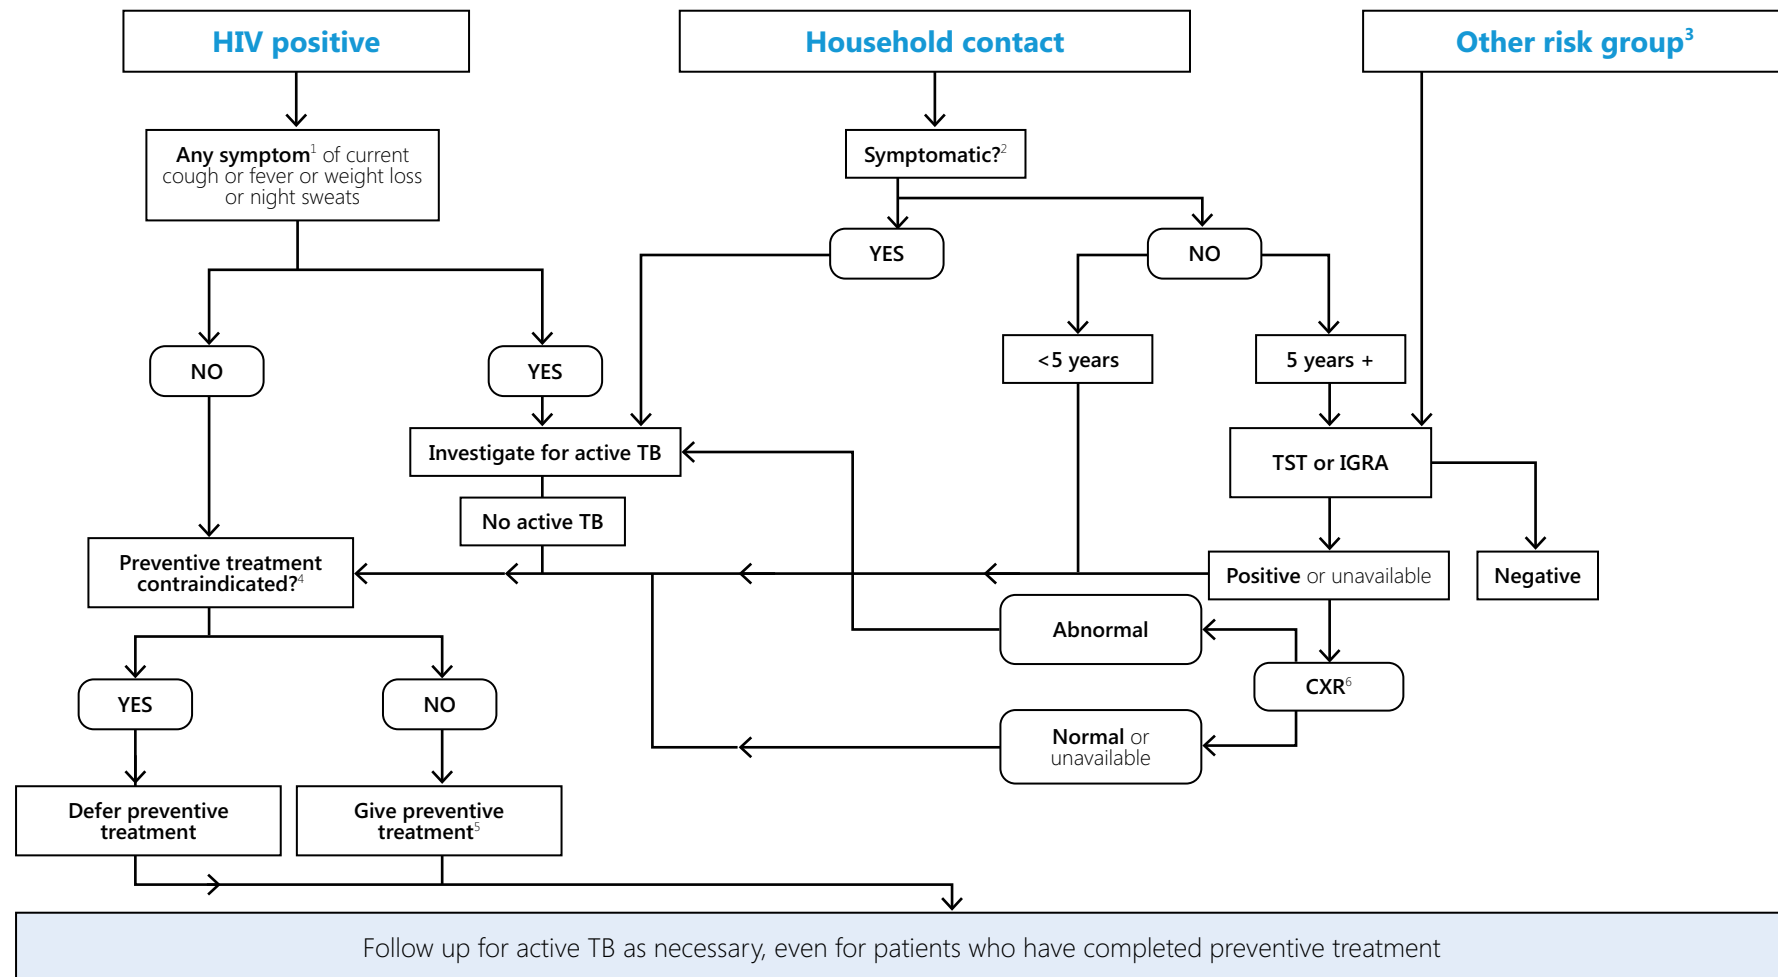 HIV positive
Household contact
Other risk group³
Any symptom¹ of current
cough or fever or weight loss
or night sweats
Symptomatic?²
YES
NO
NO
YES
<5 years
5 years +
Investigate for active TB
TST or IGRA
No active TB
Preventive treatment
contraindicated?⁴
Positive or unavailable
Negative
Abnormal
CXR⁶
YES
NO
Normal or
unavailable
Defer preventive
treatment
Give preventive
treatment⁵
Follow up for active TB as necessary, even for patients who have completed preventive treatment